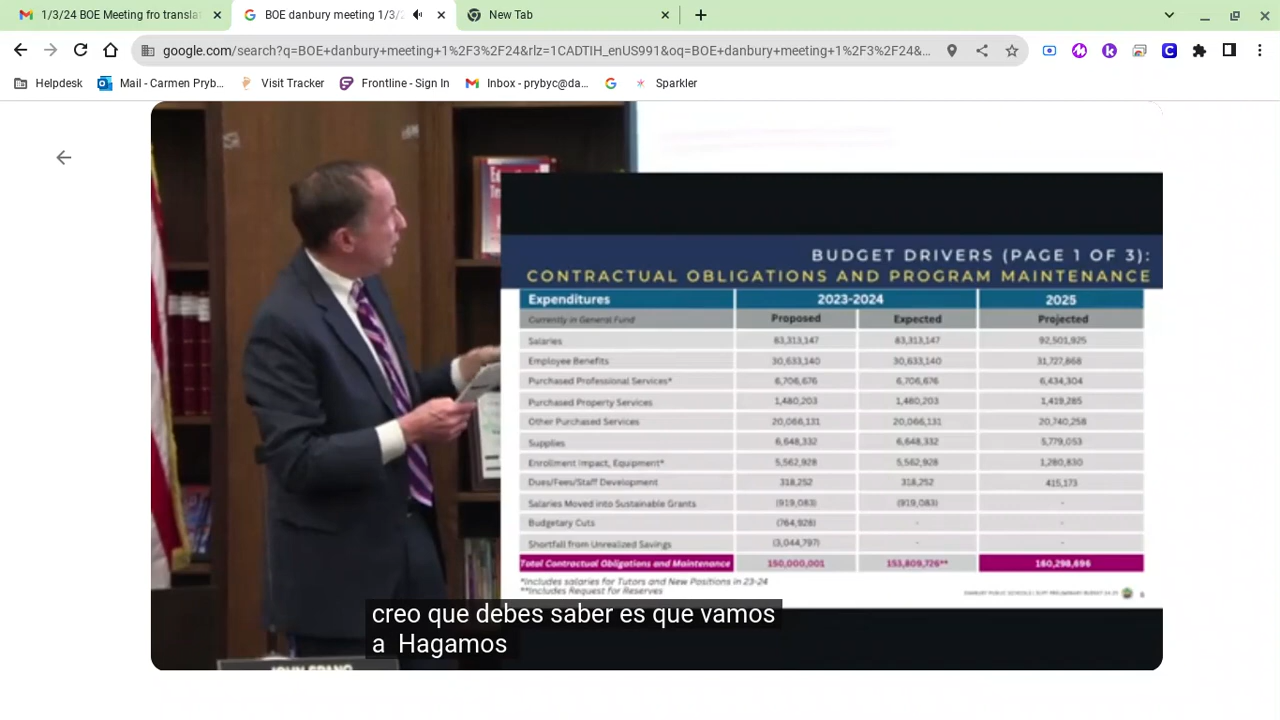 1/3/24 BOE Meeting fro transla
BOE danbury meeting 1/3/2
New Tab
google.com/search?q=BOE+danbury+meeting+1%2F3%2F24&rlz=1CADTIH_enUS991&oq=BOE+danbury+meeting+1%2F3%2F24&...
Helpdesk
Mail - Carmen Pryb...
Visit Tracker
Frontline - Sign In
Inbox - prybyc@da...
Sparkler
BUDGET DRIVERS (PAGE 1 OF 3):
CONTRACTUAL OBLIGATIONS AND PROGRAM MAINTENANCE
Expenditures 2023-2024 2025
Currently in General Fund Proposed Expected Projected
Salaries 83,313,147 83,313,147 92,501,925
Employee Benefits 30,633,140 30,633,140 31,727,868
Purchased Professional Services* 6,706,676 6,706,676 6,434,304
Purchased Property Services 1,480,203 1,480,203 1,419,285
Other Purchased Services 20,066,131 20,066,131 20,740,258
Supplies 6,648,332 6,648,332 5,779,053
Enrollment Impact, Equipment* 5,562,928 5,562,928 1,280,830
Dues/Fees/Staff Development 318,252 318,252 415,173
Salaries Moved into Sustainable Grants (919,083) (919,083) -
Budgetary Cuts (764,928) - -
Shortfall from Unrealized Savings (3,044,797) - -
Total Contractual Obligations and Maintenance 150,000,001 153,809,726** 160,298,696
*Includes salaries for Tutors and New Positions in 23-24
**Includes Request for Reserves
DANBURY PUBLIC SCHOOLS | SUPT PRELIMINARY BUDGET 24-25
creo que debes saber es que vamos
a Hagamos
JOHN SPANO